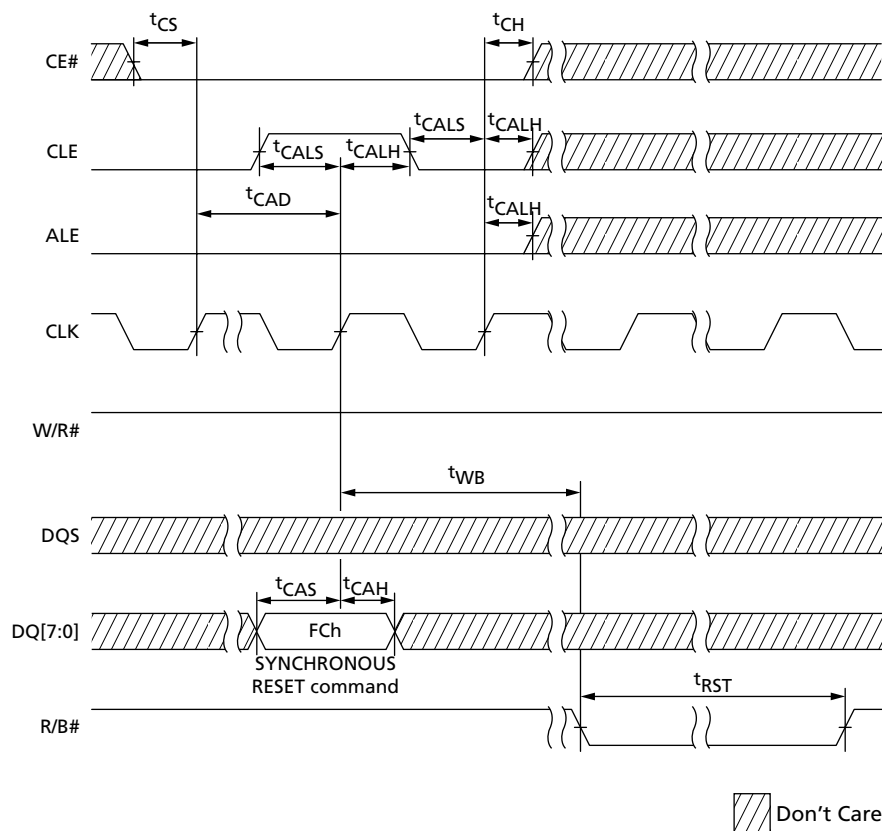 tCS
tCH
CE#
tCALS
tCALH
CLE
tCALS
tCALH
tCAD
tCALH
ALE
CLK
W/R#
tWB
DQS
tCAS
tCAH
DQ[7:0]
FCh
SYNCHRONOUS
RESET command
tRST
R/B#
Don't Care